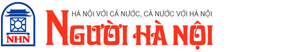 HÀ NỘI VỚI CẢ NƯỚC, CẢ NƯỚC VỚI HÀ NỘI
NGƯỜI HÀ NỘI
NHN